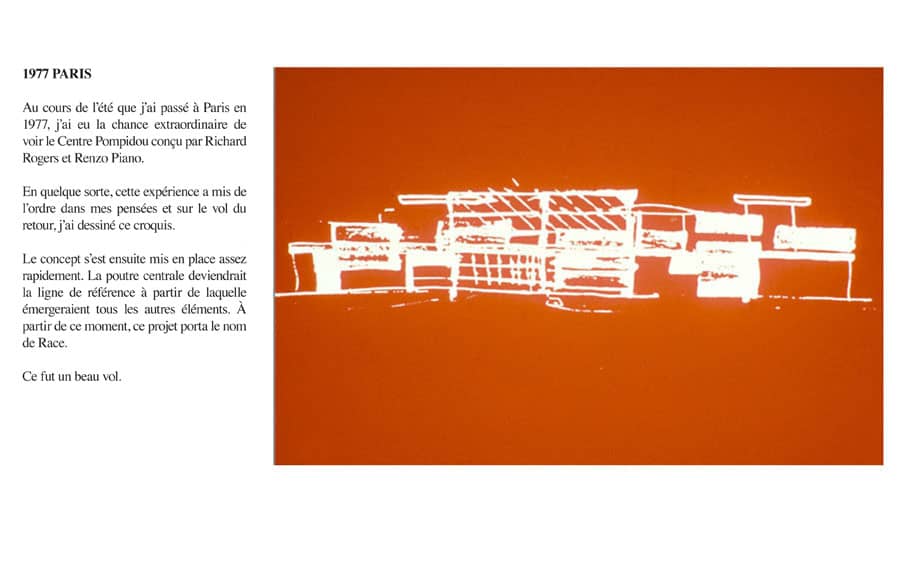 1977 PARIS
Au cours de l'été que j'ai passé à Paris en
1977, j'ai eu la chance extraordinaire de
voir le Centre Pompidou conçu par Richard
Rogers et Renzo Piano.
En quelque sorte, cette expérience a mis de
l'ordre dans mes pensées et sur le vol du
retour, j'ai dessiné ce croquis.
Le concept s'est ensuite mis en place assez
rapidement. La poutre centrale deviendrait
la ligne de référence à partir de laquelle
émergeraient tous les autres éléments. À
partir de ce moment, ce projet porta le nom
de Race.
Ce fut un beau vol.